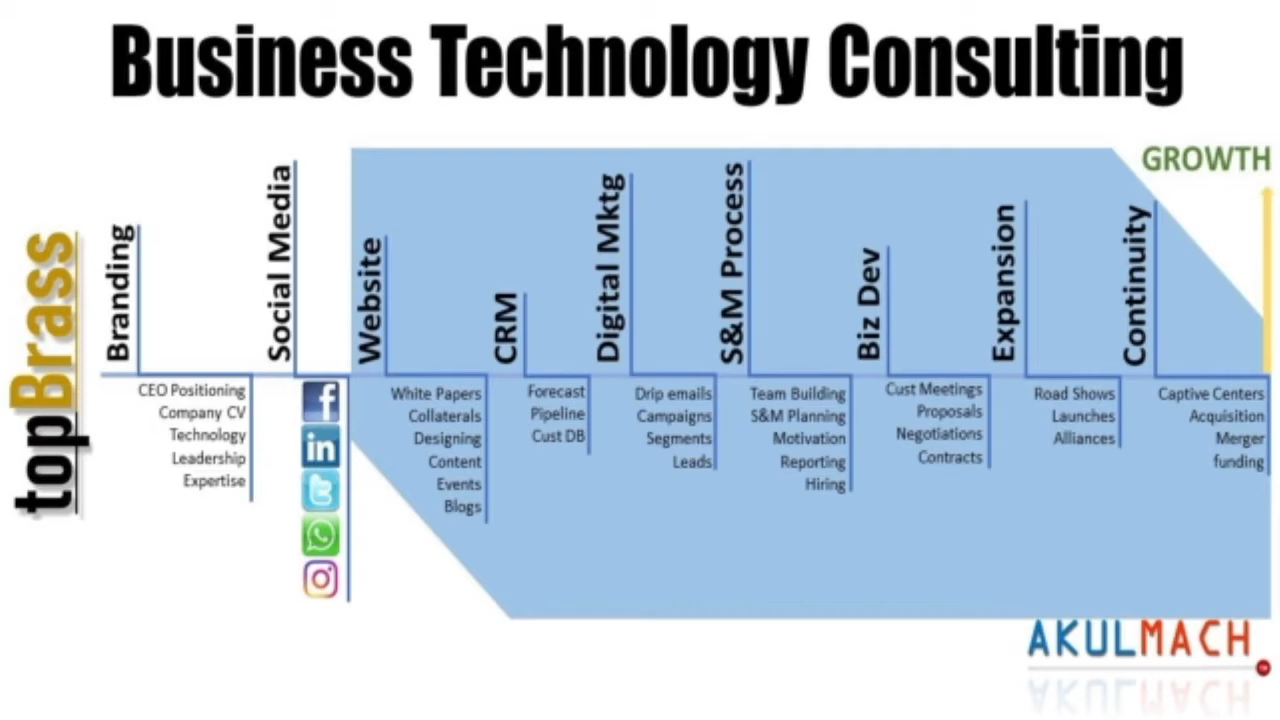 Business Technology Consulting
GROWTH
topBrass
Branding
CEO Positioning
Company CV
Technology
Leadership
Expertise
Social Media
f
in
Website
White Papers
Collaterals
Designing
Content
Events
Blogs
CRM
Forecast
Pipeline
Cust DB
Digital Mktg
Drip emails
Campaigns
Segments
Leads
S&M Process
Team Building
S&M Planning
Motivation
Reporting
Hiring
Biz Dev
Cust Meetings
Proposals
Negotiations
Contracts
Expansion
Road Shows
Launches
Alliances
Continuity
Captive Centers
Acquisition
Merger
funding
AKULMACH